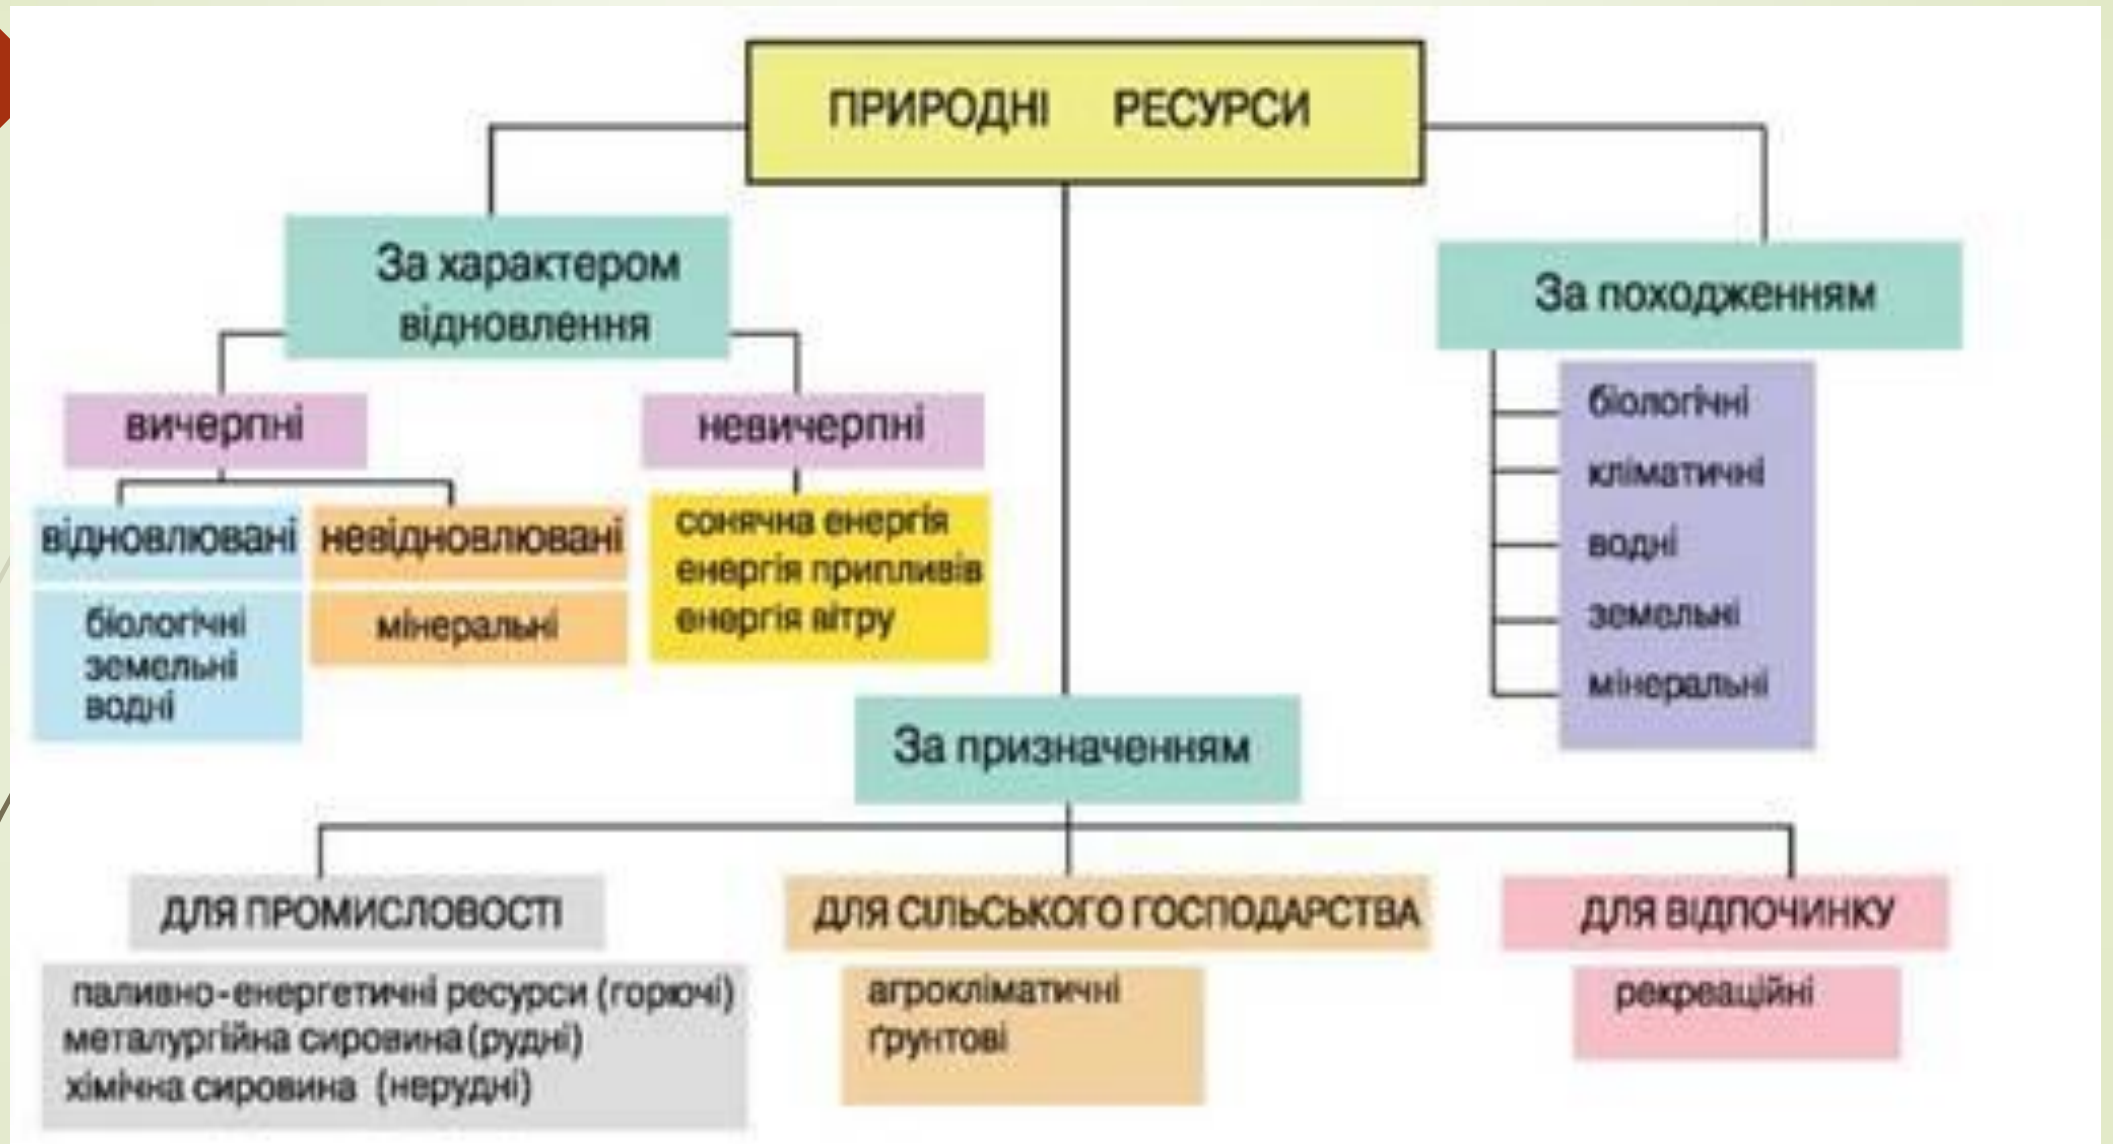 ПРИРОДНІ РЕСУРСИ
За характером
відновлення
вичерпні
невичерпні
відновлювані
невідновлювані
біологічні
земельні
водні
мінеральні
сонячна енергія
енергія припливів
енергія вітру
За походженням
біологічні
кліматичні
водні
земельні
мінеральні
За призначенням
ДЛЯ ПРОМИСЛОВОСТІ
паливно-енергетичні ресурси (горючі)
металургійна сировина (рудні)
хімічна сировина (нерудні)
ДЛЯ СІЛЬСЬКОГО ГОСПОДАРСТВА
агрокліматичні
ґрунтові
ДЛЯ ВІДПОЧИНКУ
рекреаційні